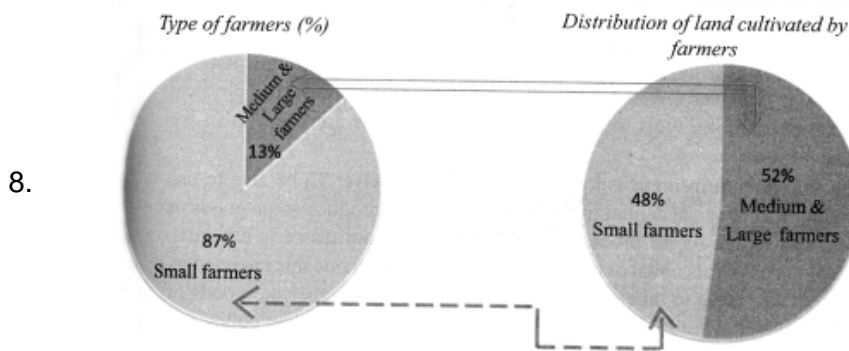 8.
Type of farmers (%)
Medium &
Large
farmers
13%
87%
Small farmers
Distribution of land cultivated by
farmers
48%
Small farmers
52%
Medium &
Large farmers